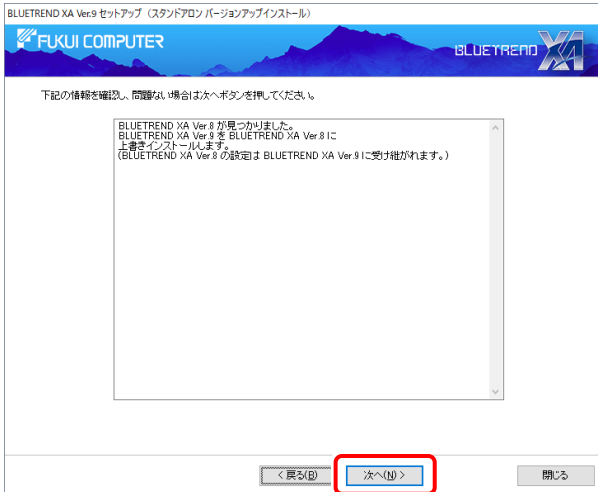 BLUETREND XA Ver.9 セットアップ（スタンドアロン バージョンアップインストール）
FUKUI COMPUTER
BLUETREND XA
下記の情報を確認し、問題ない場合は次へボタンを押してください。
BLUETREND XA Ver.8 が見つかりました。
BLUETREND XA Ver.9 を BLUETREND XA Ver.8 に
上書きインストールします。
（BLUETREND XA Ver.8 の設定は BLUETREND XA Ver.9 に受け継がれます。）
< 戻る(B) 次へ(N) > 閉じる